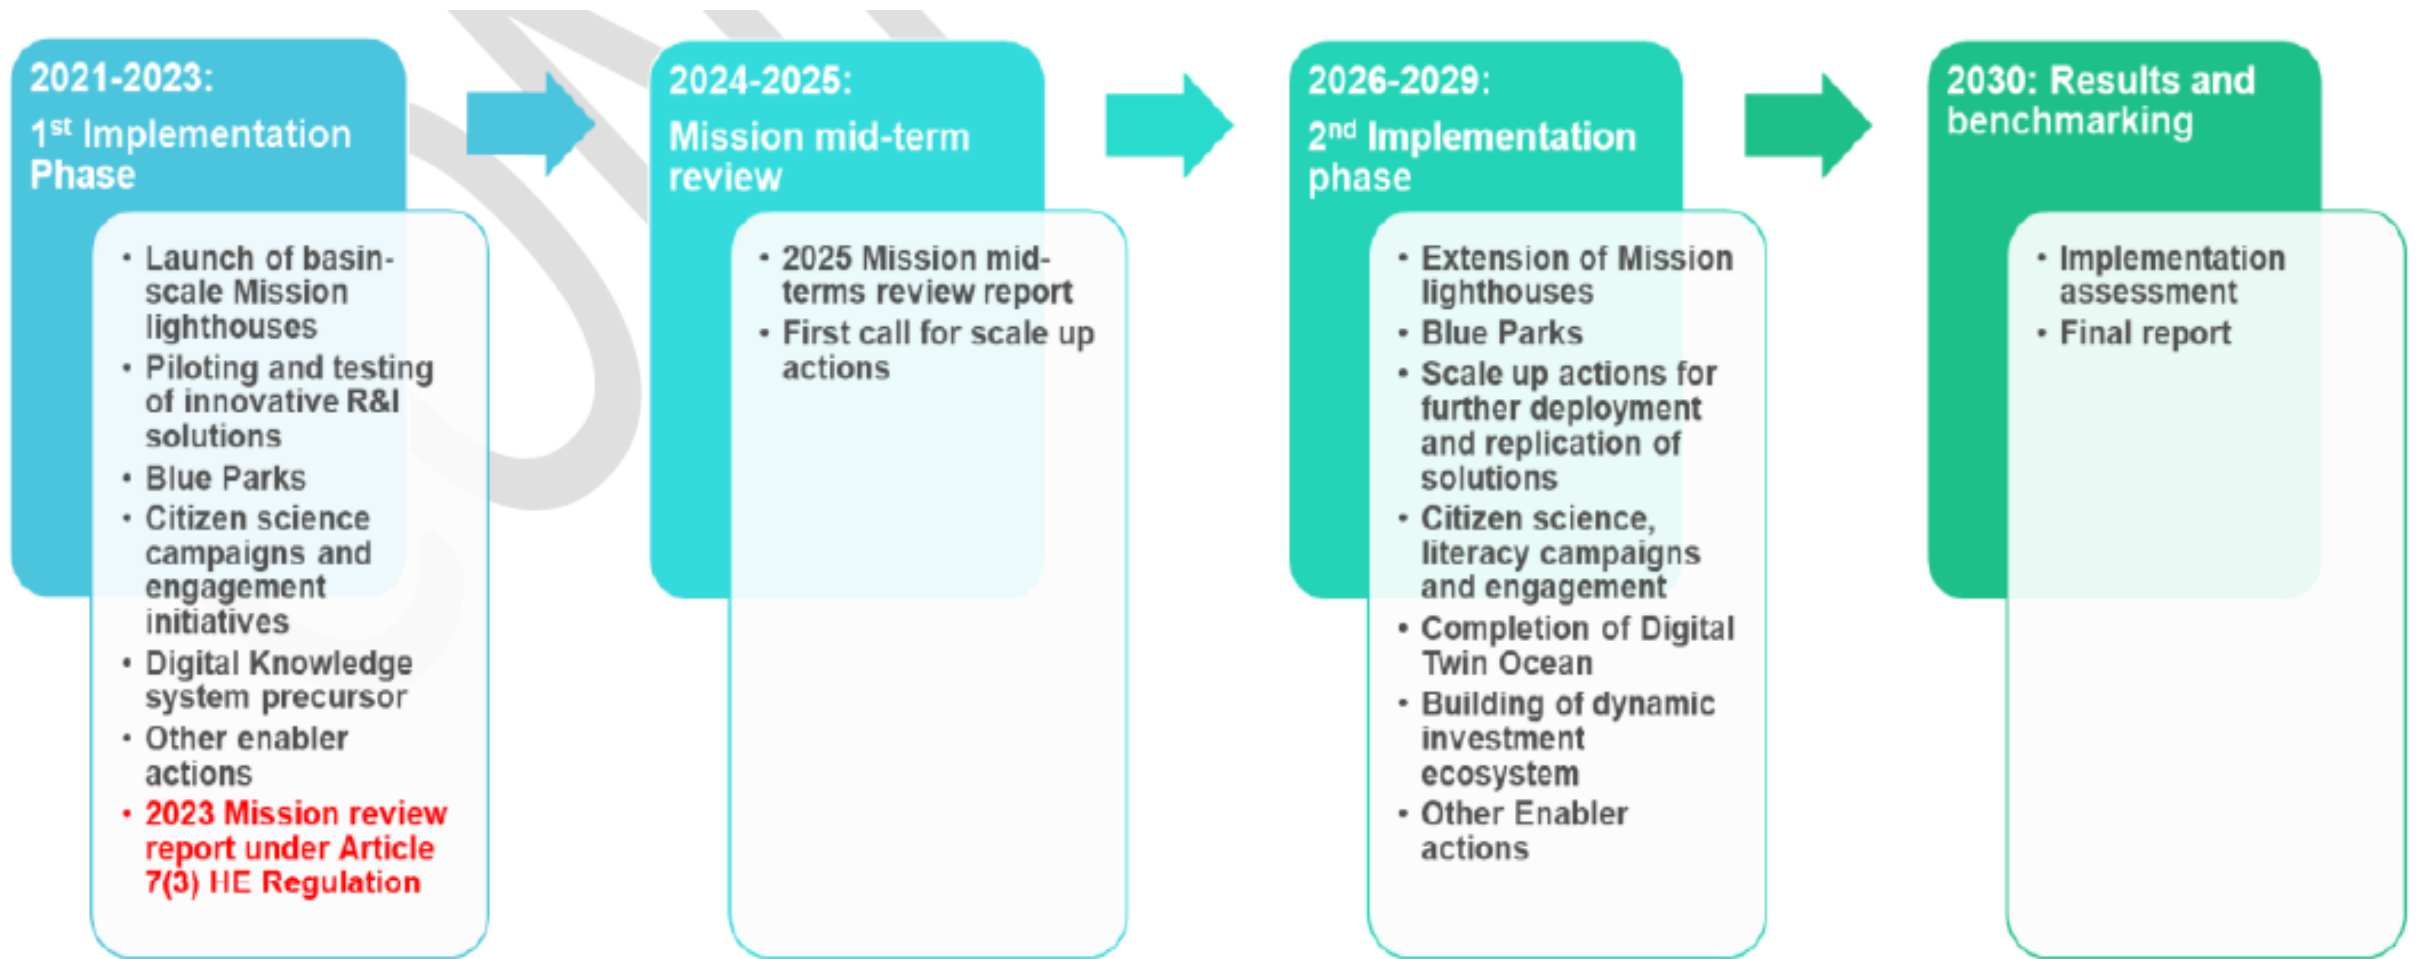 2021-2023:
1st Implementation
Phase
• Launch of basin-
scale Mission
lighthouses
• Piloting and testing
of innovative R&I
solutions
• Blue Parks
• Citizen science
campaigns and
engagement
initiatives
• Digital Knowledge
system precursor
• Other enabler
actions
• 2023 Mission review
report under Article
7(3) HE Regulation
2024-2025:
Mission mid-term
review
• 2025 Mission mid-
terms review report
• First call for scale up
actions
2026-2029:
2nd Implementation
phase
• Extension of Mission
lighthouses
• Blue Parks
• Scale up actions for
further deployment
and replication of
solutions
• Citizen science,
literacy campaigns
and engagement
• Completion of Digital
Twin Ocean
• Building of dynamic
investment
ecosystem
• Other Enabler
actions
2030: Results and
benchmarking
• Implementation
assessment
• Final report